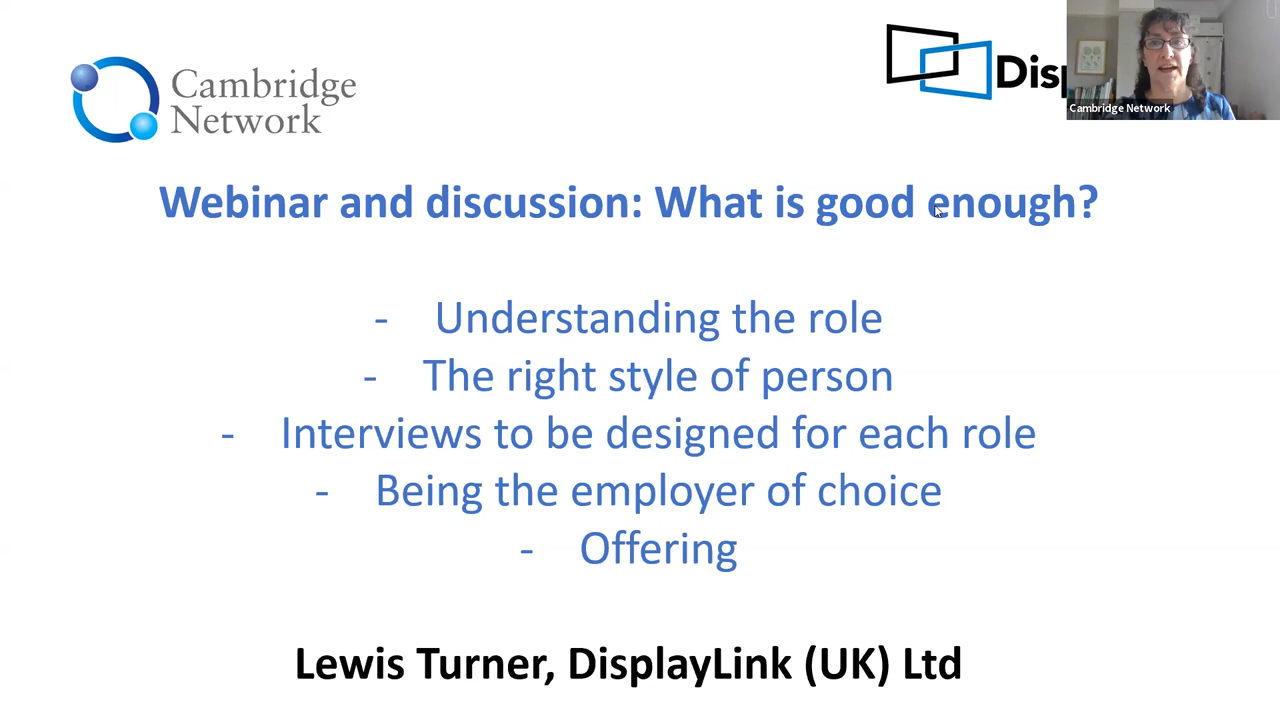 Cambridge
Network
Disp
Cambridge Network
Webinar and discussion: What is good enough?
- Understanding the role
- The right style of person
- Interviews to be designed for each role
- Being the employer of choice
- Offering
Lewis Turner, DisplayLink (UK) Ltd